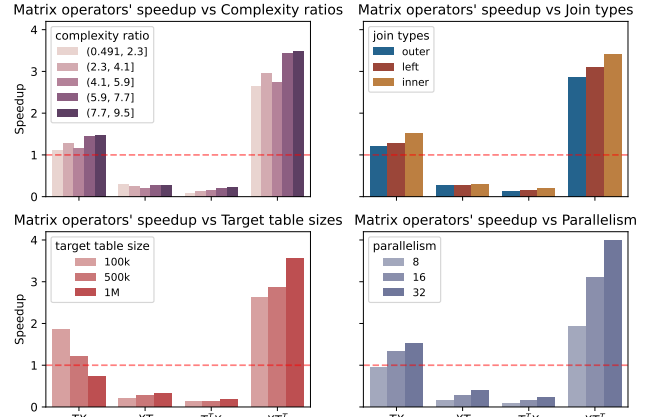 Matrix operators' speedup vs Complexity ratios
Speedup
4
3
2
1
0
complexity ratio
(0.491, 2.3]
(2.3, 4.1]
(4.1, 5.9]
(5.9, 7.7]
(7.7, 9.5]
Matrix operators' speedup vs Join types
join types
outer
left
inner
Matrix operators' speedup vs Target table sizes
Speedup
4
3
2
1
0
target table size
100k
500k
1M
Matrix operators' speedup vs Parallelism
parallelism
8
16
32